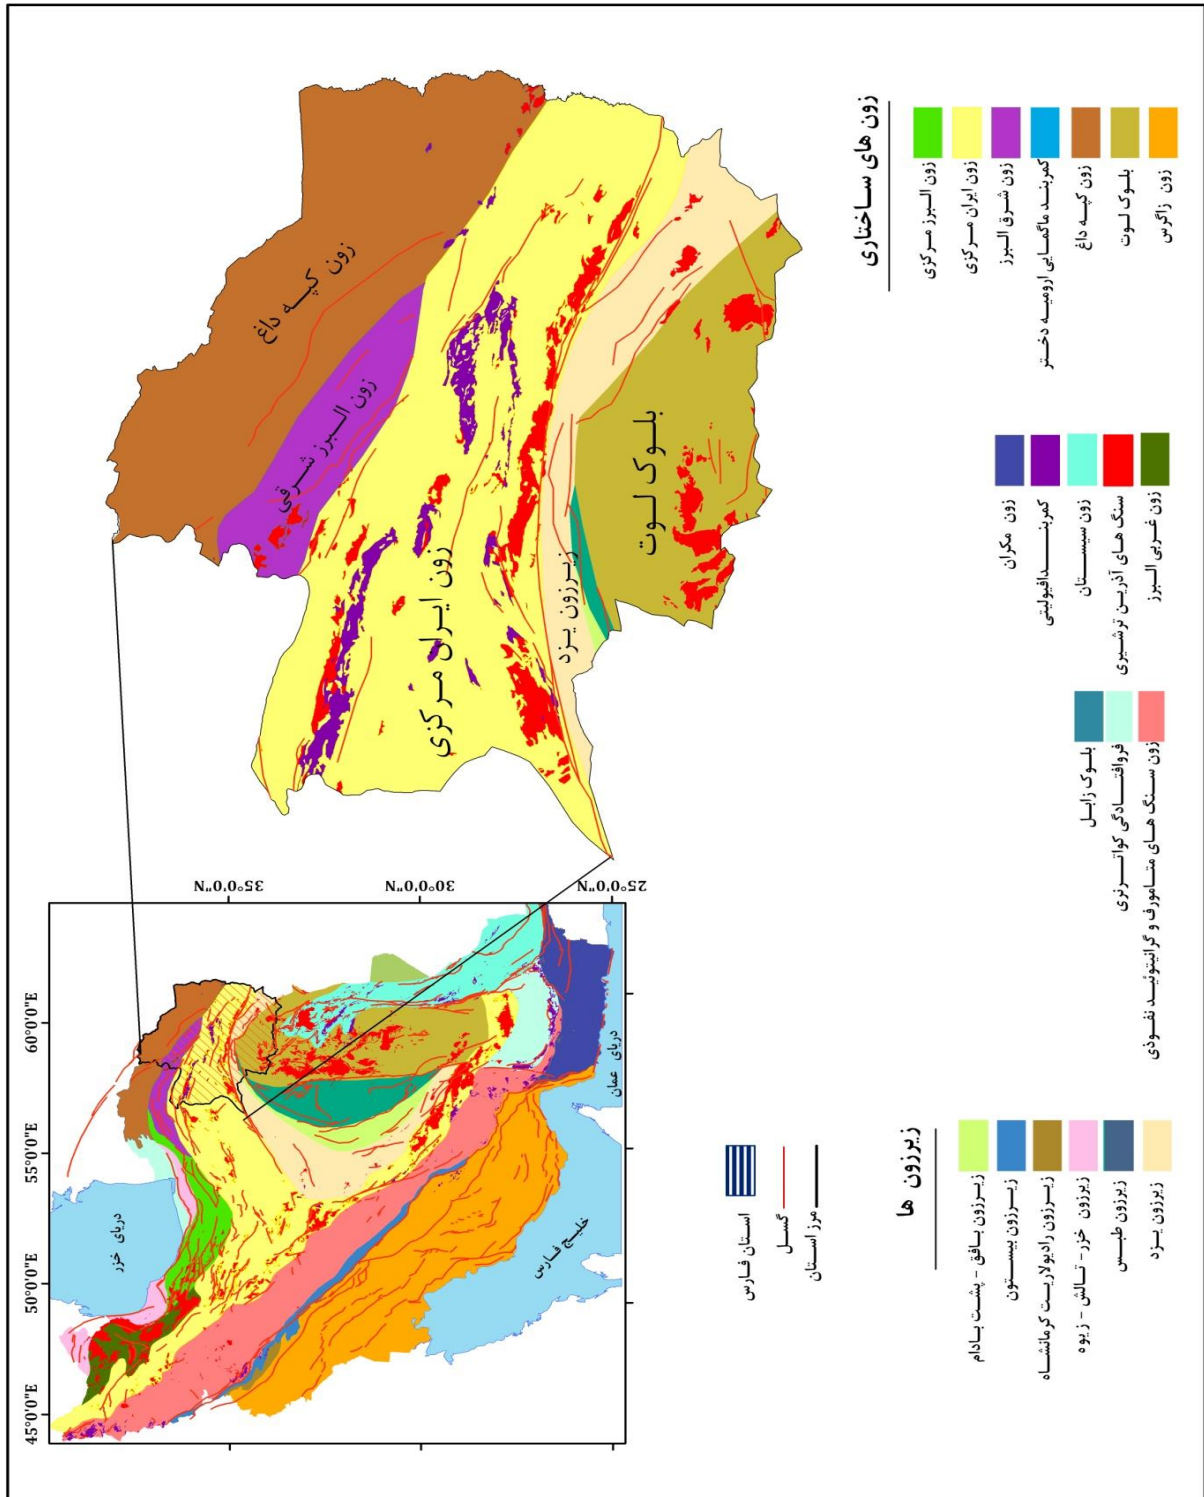 زون کپه داغ
زون البرز شرقی
زون ایران مرکزی
زیرزون یزد
بلوک لوت
45°0'0"E
50°0'0"E
55°0'0"E
60°0'0"E
35°0'0"N
30°0'0"N
25°0'0"N
دریای خزر
خلیج فارس
دریای عمان
استان فارس
گسل
مرز استان
زون های ساختاری
زون البرز مرکزی
زون ایران مرکزی
زون شرق البرز
کمربند ماگمایی ارومیه دختر
زون کپه داغ
بلوک لوت
زون زاگرس
زون مکران
کمربند افیولیتی
زون سیستان
سنگ های آذرین ترشیری
زون غربی البرز
بلوک زابل
فروافتادگی کواترنری
زون سنگ های متامورف و گرانیتوئید نفوذی
زیرزون ها
زیرزون بافق - پشت بادام
زیرزون بیستون
زیرزون رادیولاریت کرمانشاه
زیرزون خزر - تالش - زیوه
زیرزون طبس
زیرزون یزد